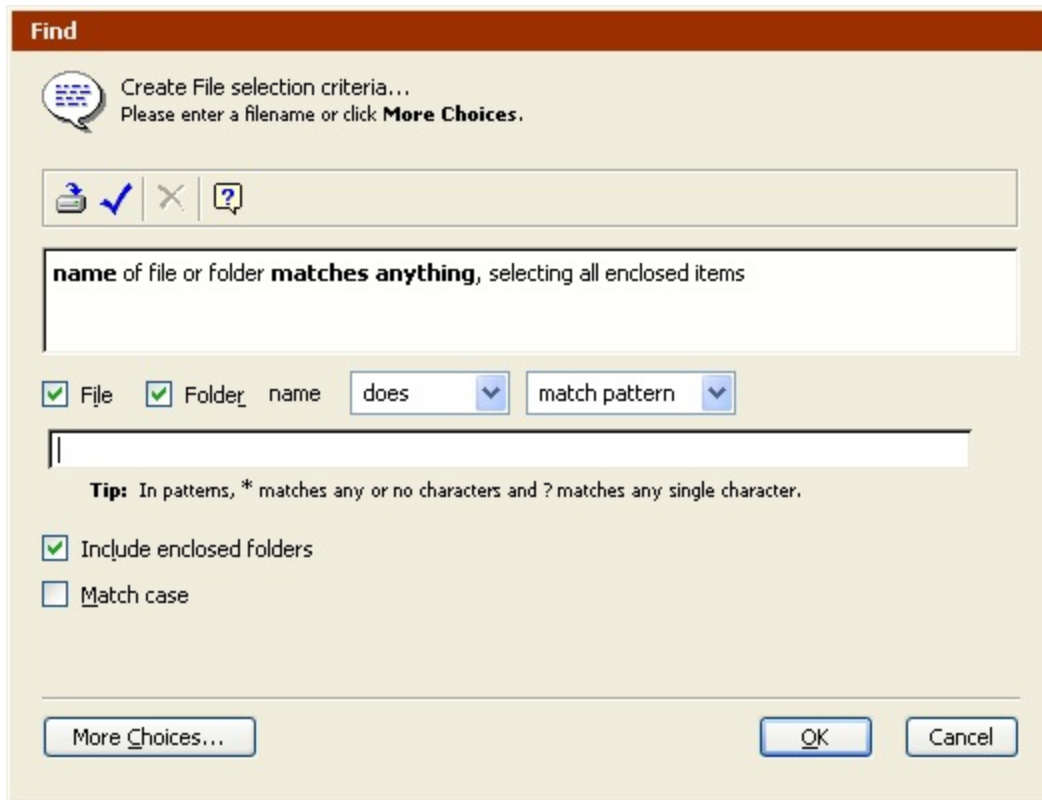 Find
Create File selection criteria...
Please enter a filename or click More Choices.
name of file or folder matches anything, selecting all enclosed items
File Folder name does match pattern
Tip: In patterns, * matches any or no characters and ? matches any single character.
Include enclosed folders
Match case
More Choices... OK Cancel